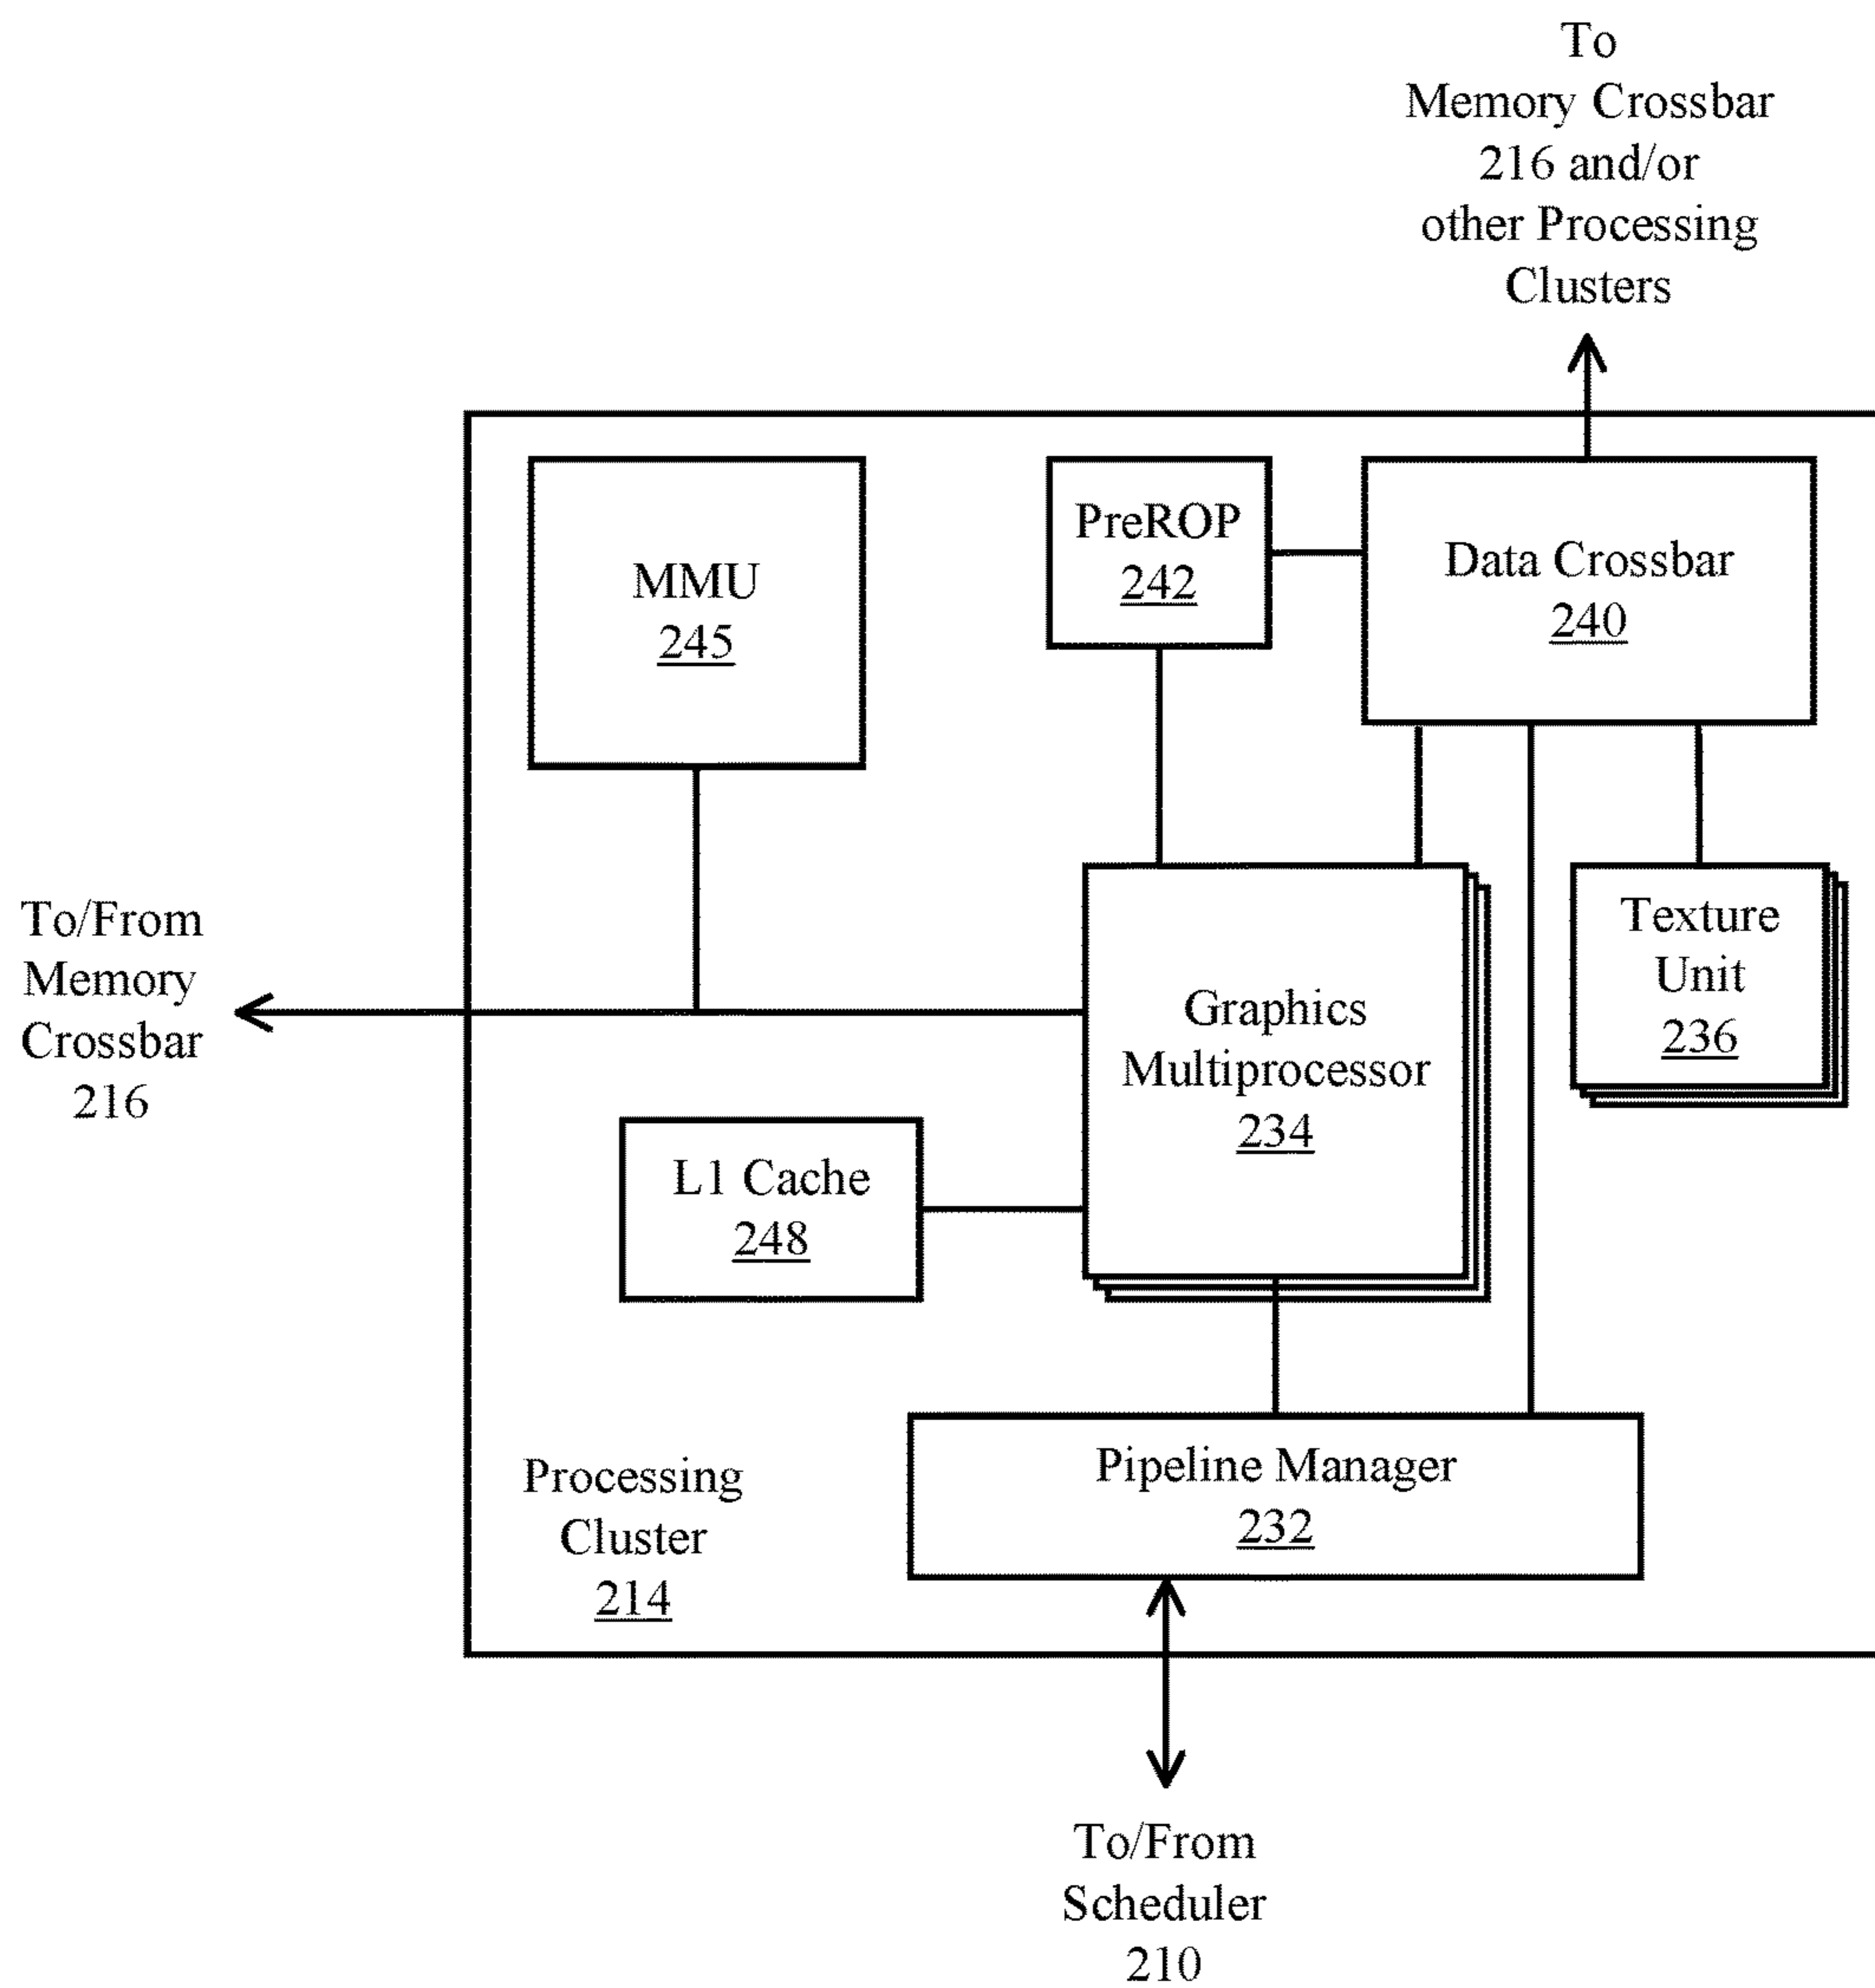 To
Memory Crossbar
216 and/or
other Processing
Clusters
MMU
245
PreROP
242
Data Crossbar
240
To/From
Memory
Crossbar
216
Graphics
Multiprocessor
234
Texture
Unit
236
L1 Cache
248
Pipeline Manager
232
Processing
Cluster
214
To/From
Scheduler
210